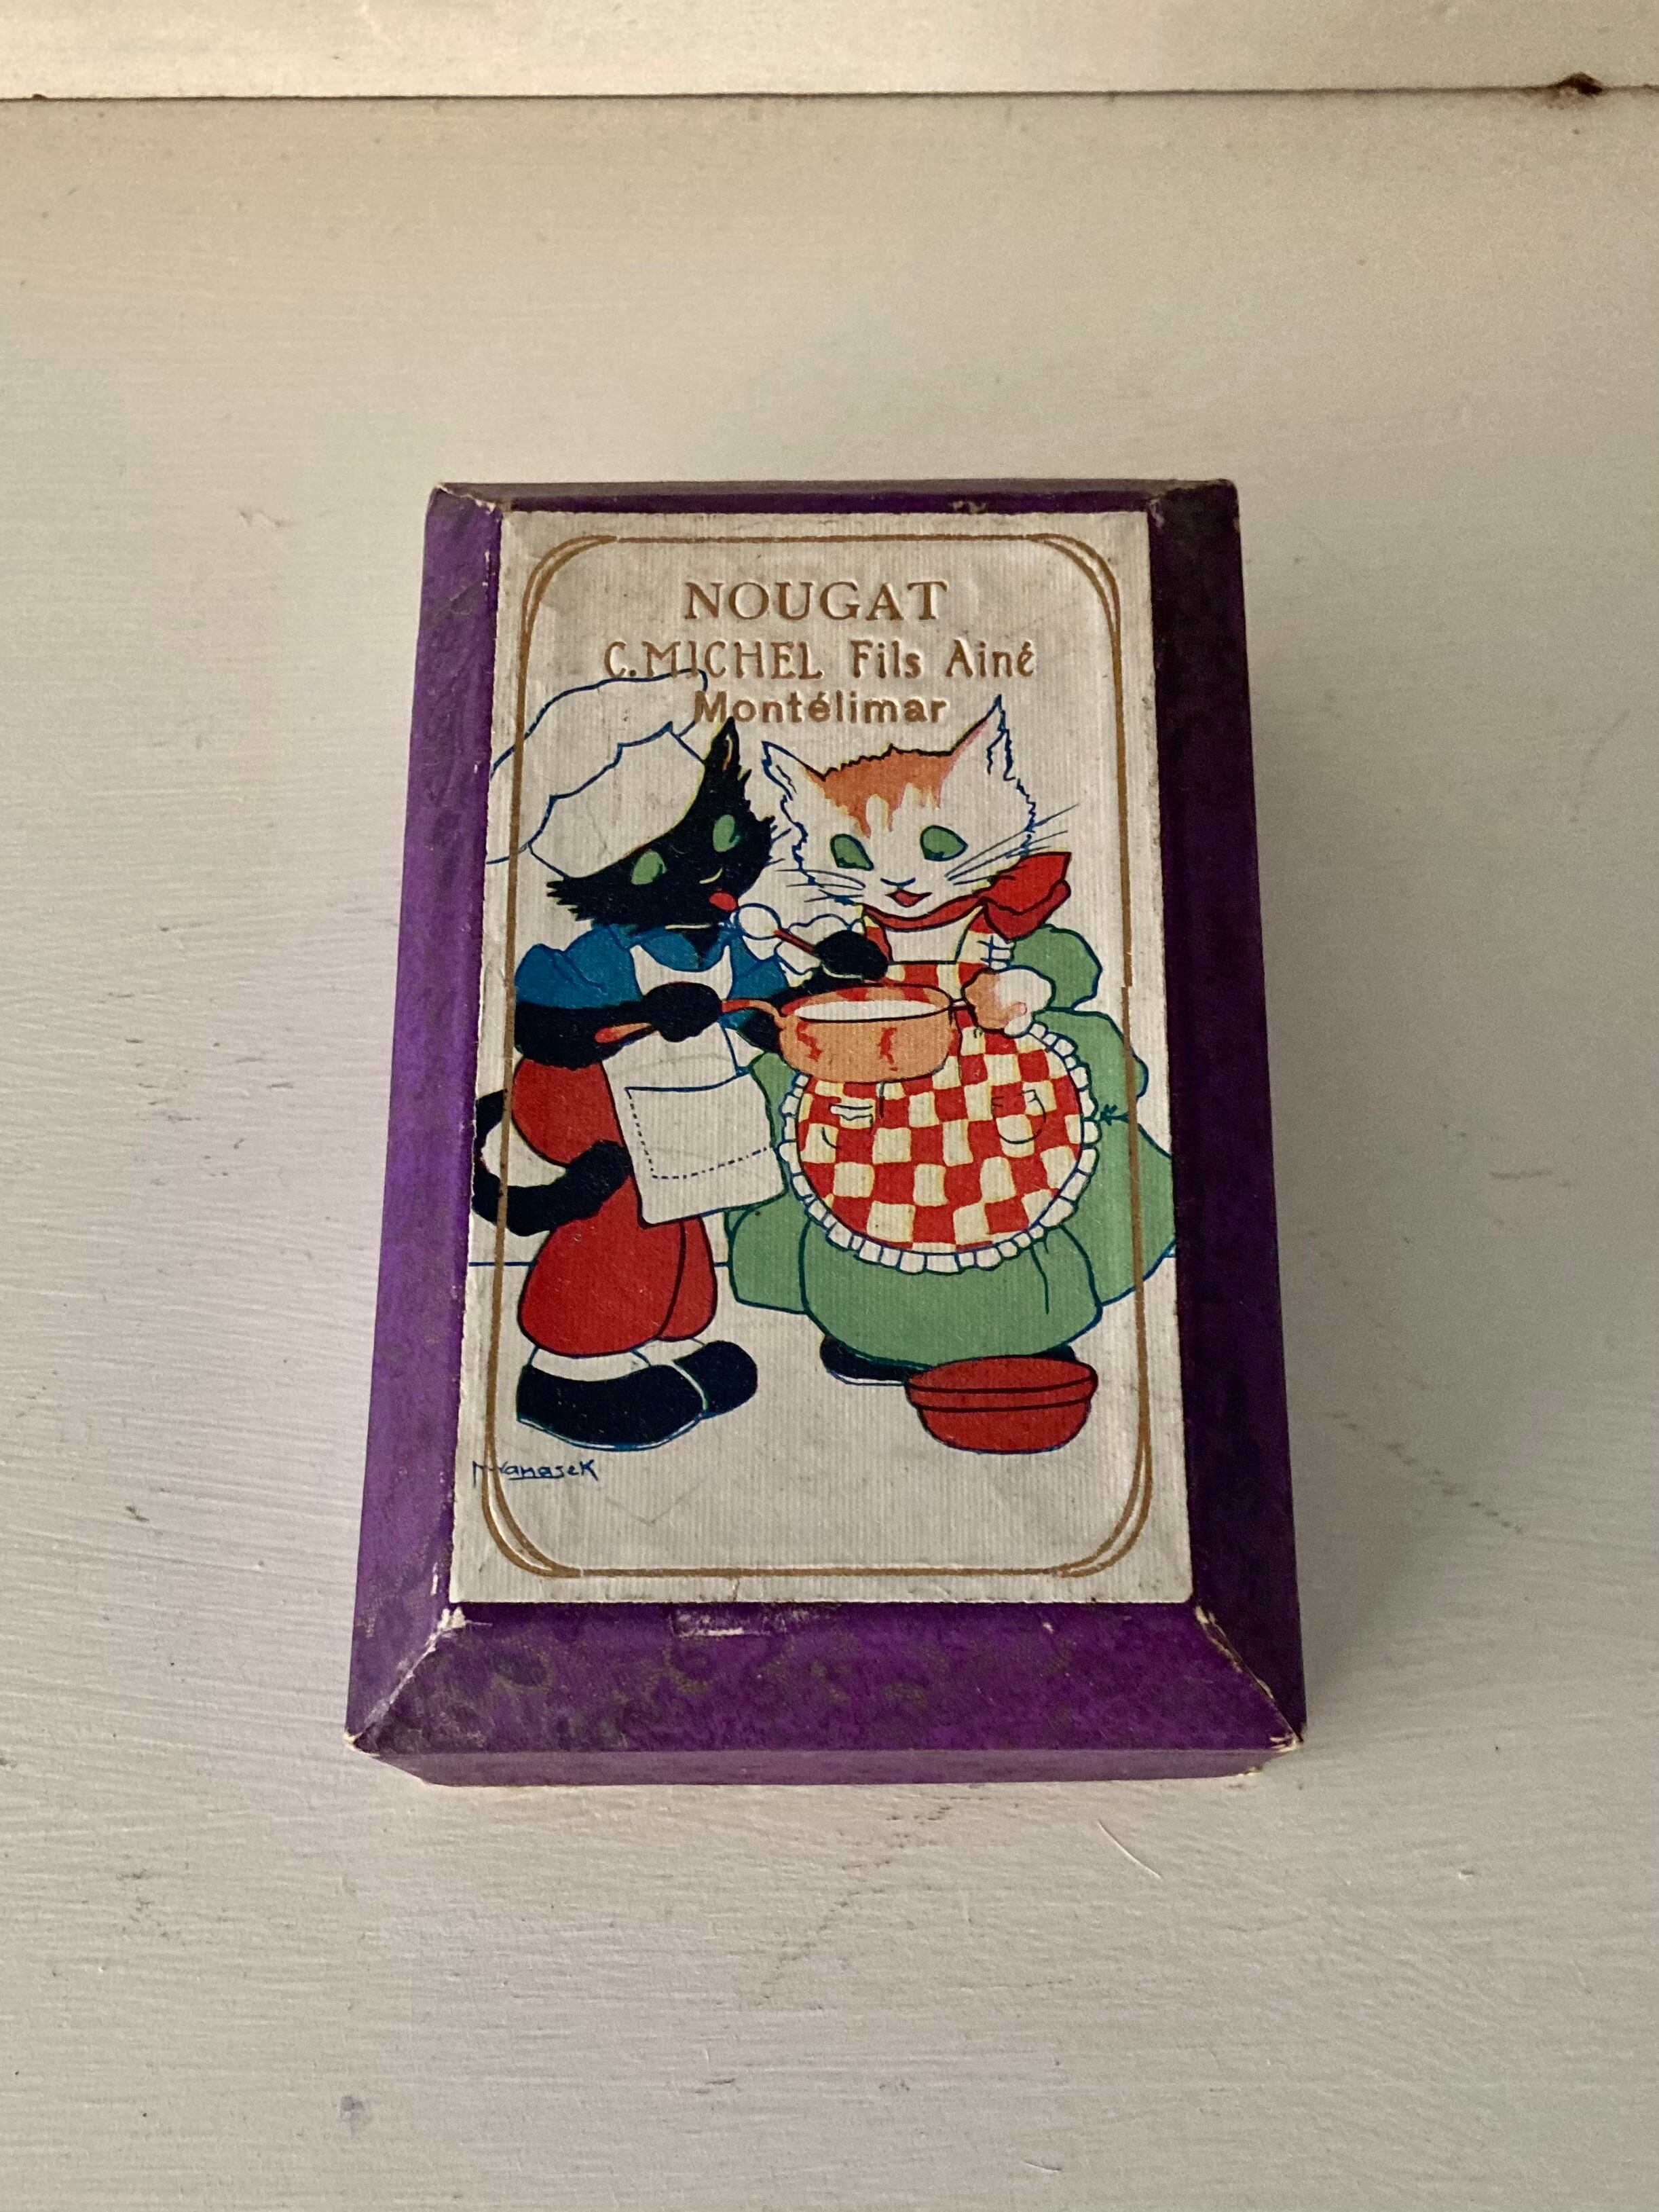 NOUGAT
C. MICHEL Fils Ainé
Montélimar